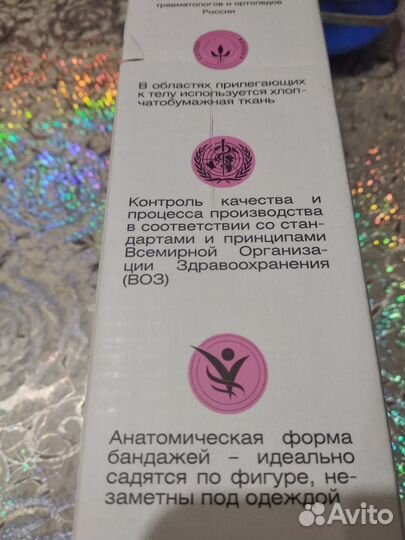 травматологов и ортопедов
России
В областях прилегающих
к телу используется хлоп-
чатобумажная ткань
Контроль качества и
процесса производства
в соответствии со стан-
дартами и принципами
Всемирной Организа-
ции Здравоохранения
(ВОЗ)
Анатомическая форма
бандажей – идеально
садятся по фигуре, не-
заметны под одеждой
Avito